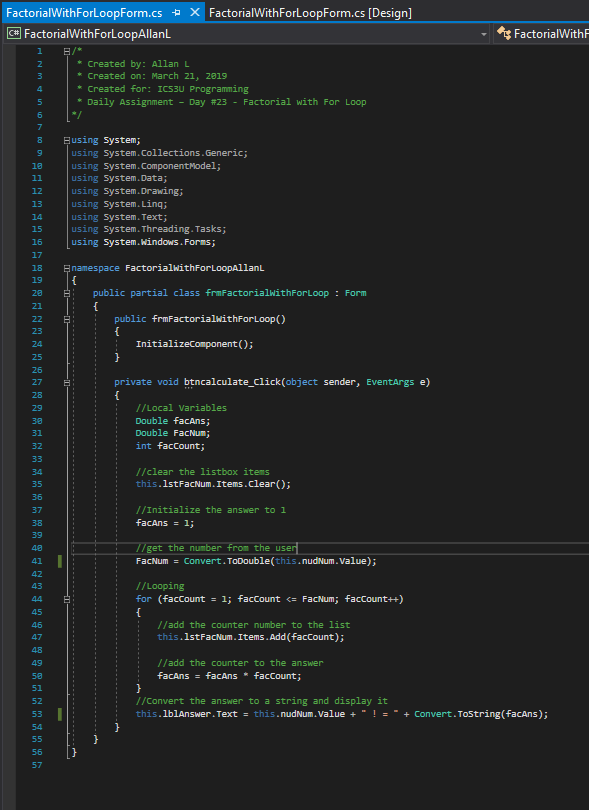 FactorialWithForLoopForm.cs FactorialWithForLoopForm.cs [Design]
C# FactorialWithForLoopAllanL FactorialWithF
1 /*
2 * Created by: Allan L
3 * Created on: March 21, 2019
4 * Created for: ICS3U Programming
5 * Daily Assignment – Day #23 - Factorial with For Loop
6 */
7
8 using System;
9 using System.Collections.Generic;
10 using System.ComponentModel;
11 using System.Data;
12 using System.Drawing;
13 using System.Linq;
14 using System.Text;
15 using System.Threading.Tasks;
16 using System.Windows.Forms;
17
18 namespace FactorialWithForLoopAllanL
19 {
20 public partial class frmFactorialWithForLoop : Form
21 {
22 public frmFactorialWithForLoop()
23 {
24 InitializeComponent();
25 }
26
27 private void btncalculate_Click(object sender, EventArgs e)
28 {
29 //Local Variables
30 Double facAns;
31 Double FacNum;
32 int facCount;
33
34 //clear the listbox items
35 this.lstFacNum.Items.Clear();
36
37 //Initialize the answer to 1
38 facAns = 1;
39
40 //get the number from the user
41 FacNum = Convert.ToDouble(this.nudNum.Value);
42
43 //Looping
44 for (facCount = 1; facCount <= FacNum; facCount++)
45 {
46 //add the counter number to the list
47 this.lstFacNum.Items.Add(facCount);
48
49 //add the counter to the answer
50 facAns = facAns * facCount;
51 }
52 //Convert the answer to a string and display it
53 this.lblAnswer.Text = this.nudNum.Value + " ! = " + Convert.ToString(facAns);
54 }
55 }
56 }
57